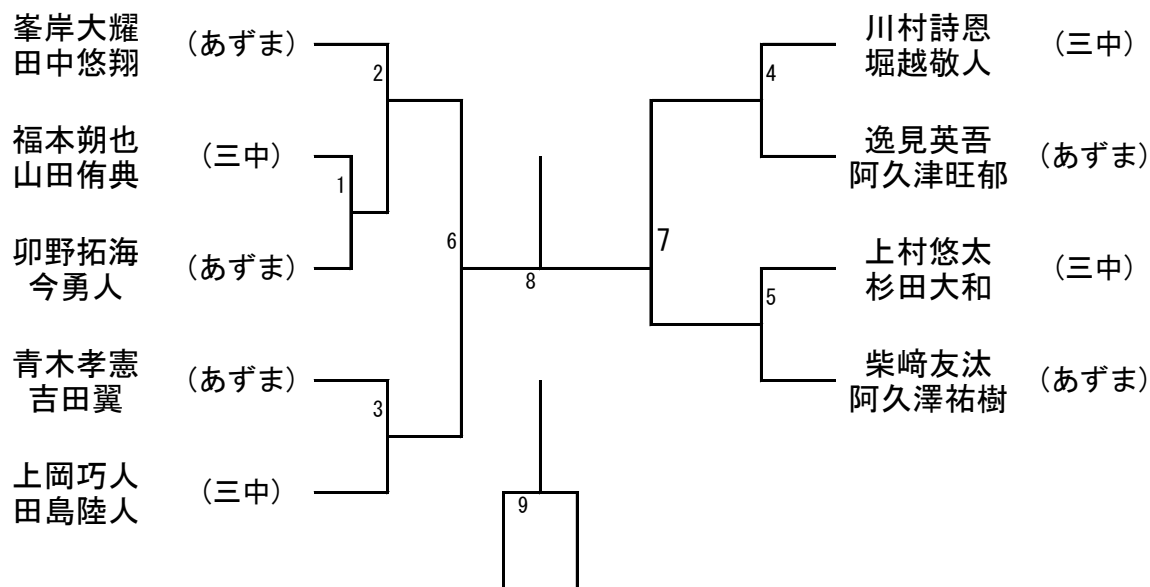 峯岸大耀
田中悠翔
（あずま）
2
福本朔也
山田侑典
（三中）
1
卯野拓海
今勇人
（あずま）
6
青木孝憲
吉田翼
（あずま）
3
上岡巧人
田島陸人
（三中）
8
9
川村詩恩
堀越敬人
（三中）
4
逸見英吾
阿久津旺郁
（あずま）
7
上村悠太
杉田大和
（三中）
5
柴﨑友汰
阿久澤祐樹
（あずま）